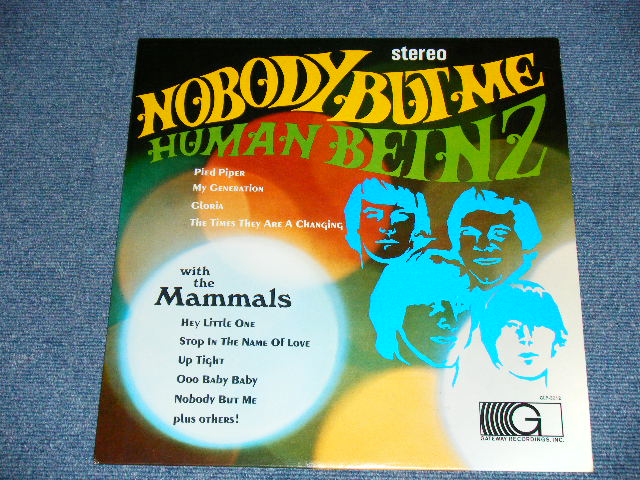 stereo
NOBODY BUT ME
HUMAN BEINZ
Pied Piper
My Generation
Gloria
The Times They Are A Changing
with
the
Mammals
Hey Little One
Stop In The Name Of Love
Up Tight
Ooo Baby Baby
Nobody But Me
plus others!
G
GATEWAY RECORDINGS, INC.